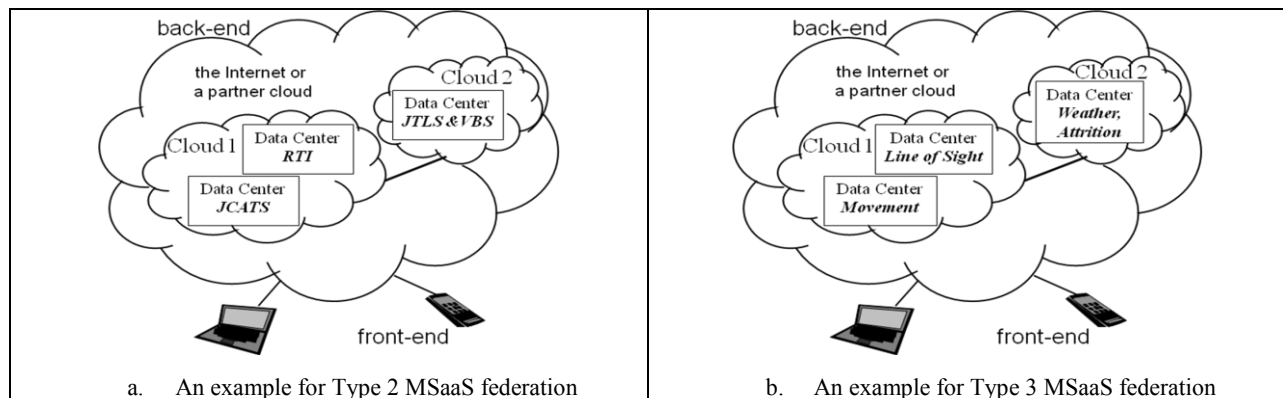 back-end
the Internet or
a partner cloud
Cloud 2
Data Center
JTLS &VBS
Cloud 1
Data Center
RTI
Data Center
JCATS
front-end
a. An example for Type 2 MSaaS federation
back-end
the Internet or
a partner cloud
Cloud 2
Data Center
Weather,
Attrition
Cloud 1
Data Center
Line of Sight
Data Center
Movement
front-end
b. An example for Type 3 MSaaS federation